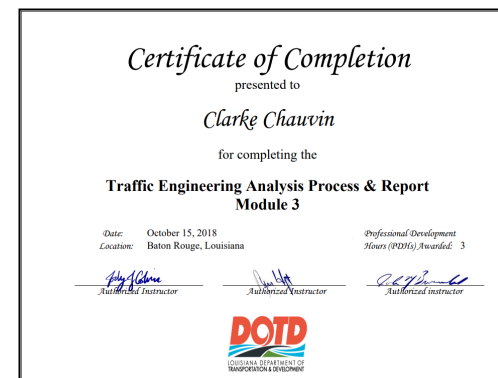 Certificate of Completion
presented to
Clarke Chauvin
for completing the
Traffic Engineering Analysis Process & Report
Module 3
Date: October 15, 2018
Professional Development
Location: Baton Rouge, Louisiana
Hours (PDHs) Awarded: 3
Authorized Instructor
Authorized Instructor
Authorized instructor
DOTD
LOUISIANA DEPARTMENT OF
TRANSPORTATION & DEVELOPMENT